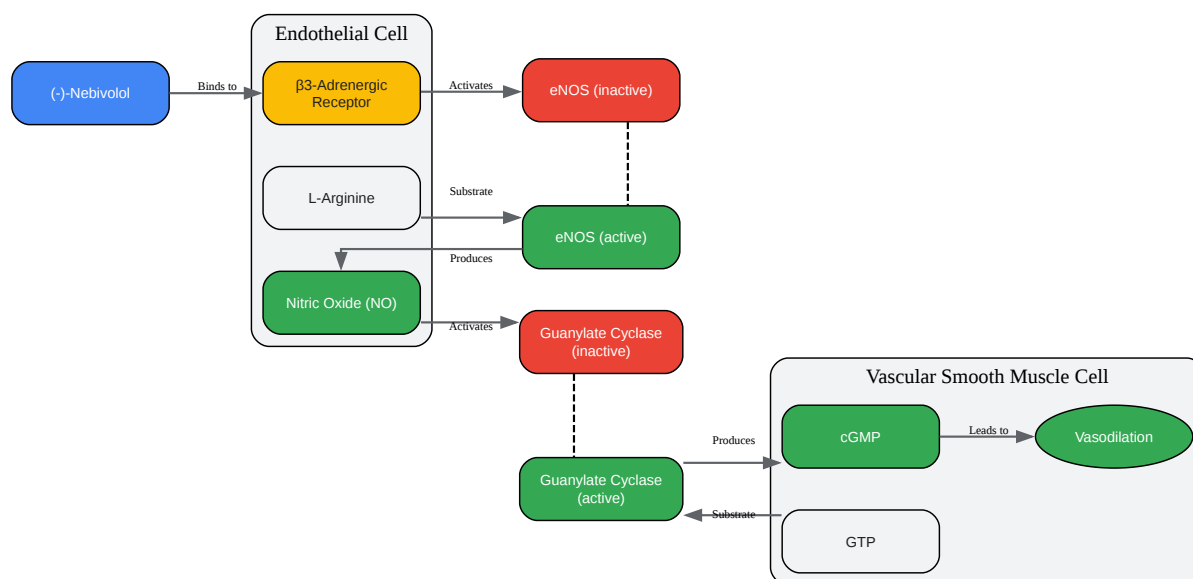 Endothelial Cell
(-)-Nebivolol
Binds to
β3-Adrenergic
Receptor
Activates
eNOS (inactive)
L-Arginine
Substrate
eNOS (active)
Produces
Nitric Oxide (NO)
Activates
Guanylate Cyclase
(inactive)
Vascular Smooth Muscle Cell
Guanylate Cyclase
(active)
Produces
cGMP
Leads to
Vasodilation
Substrate
GTP